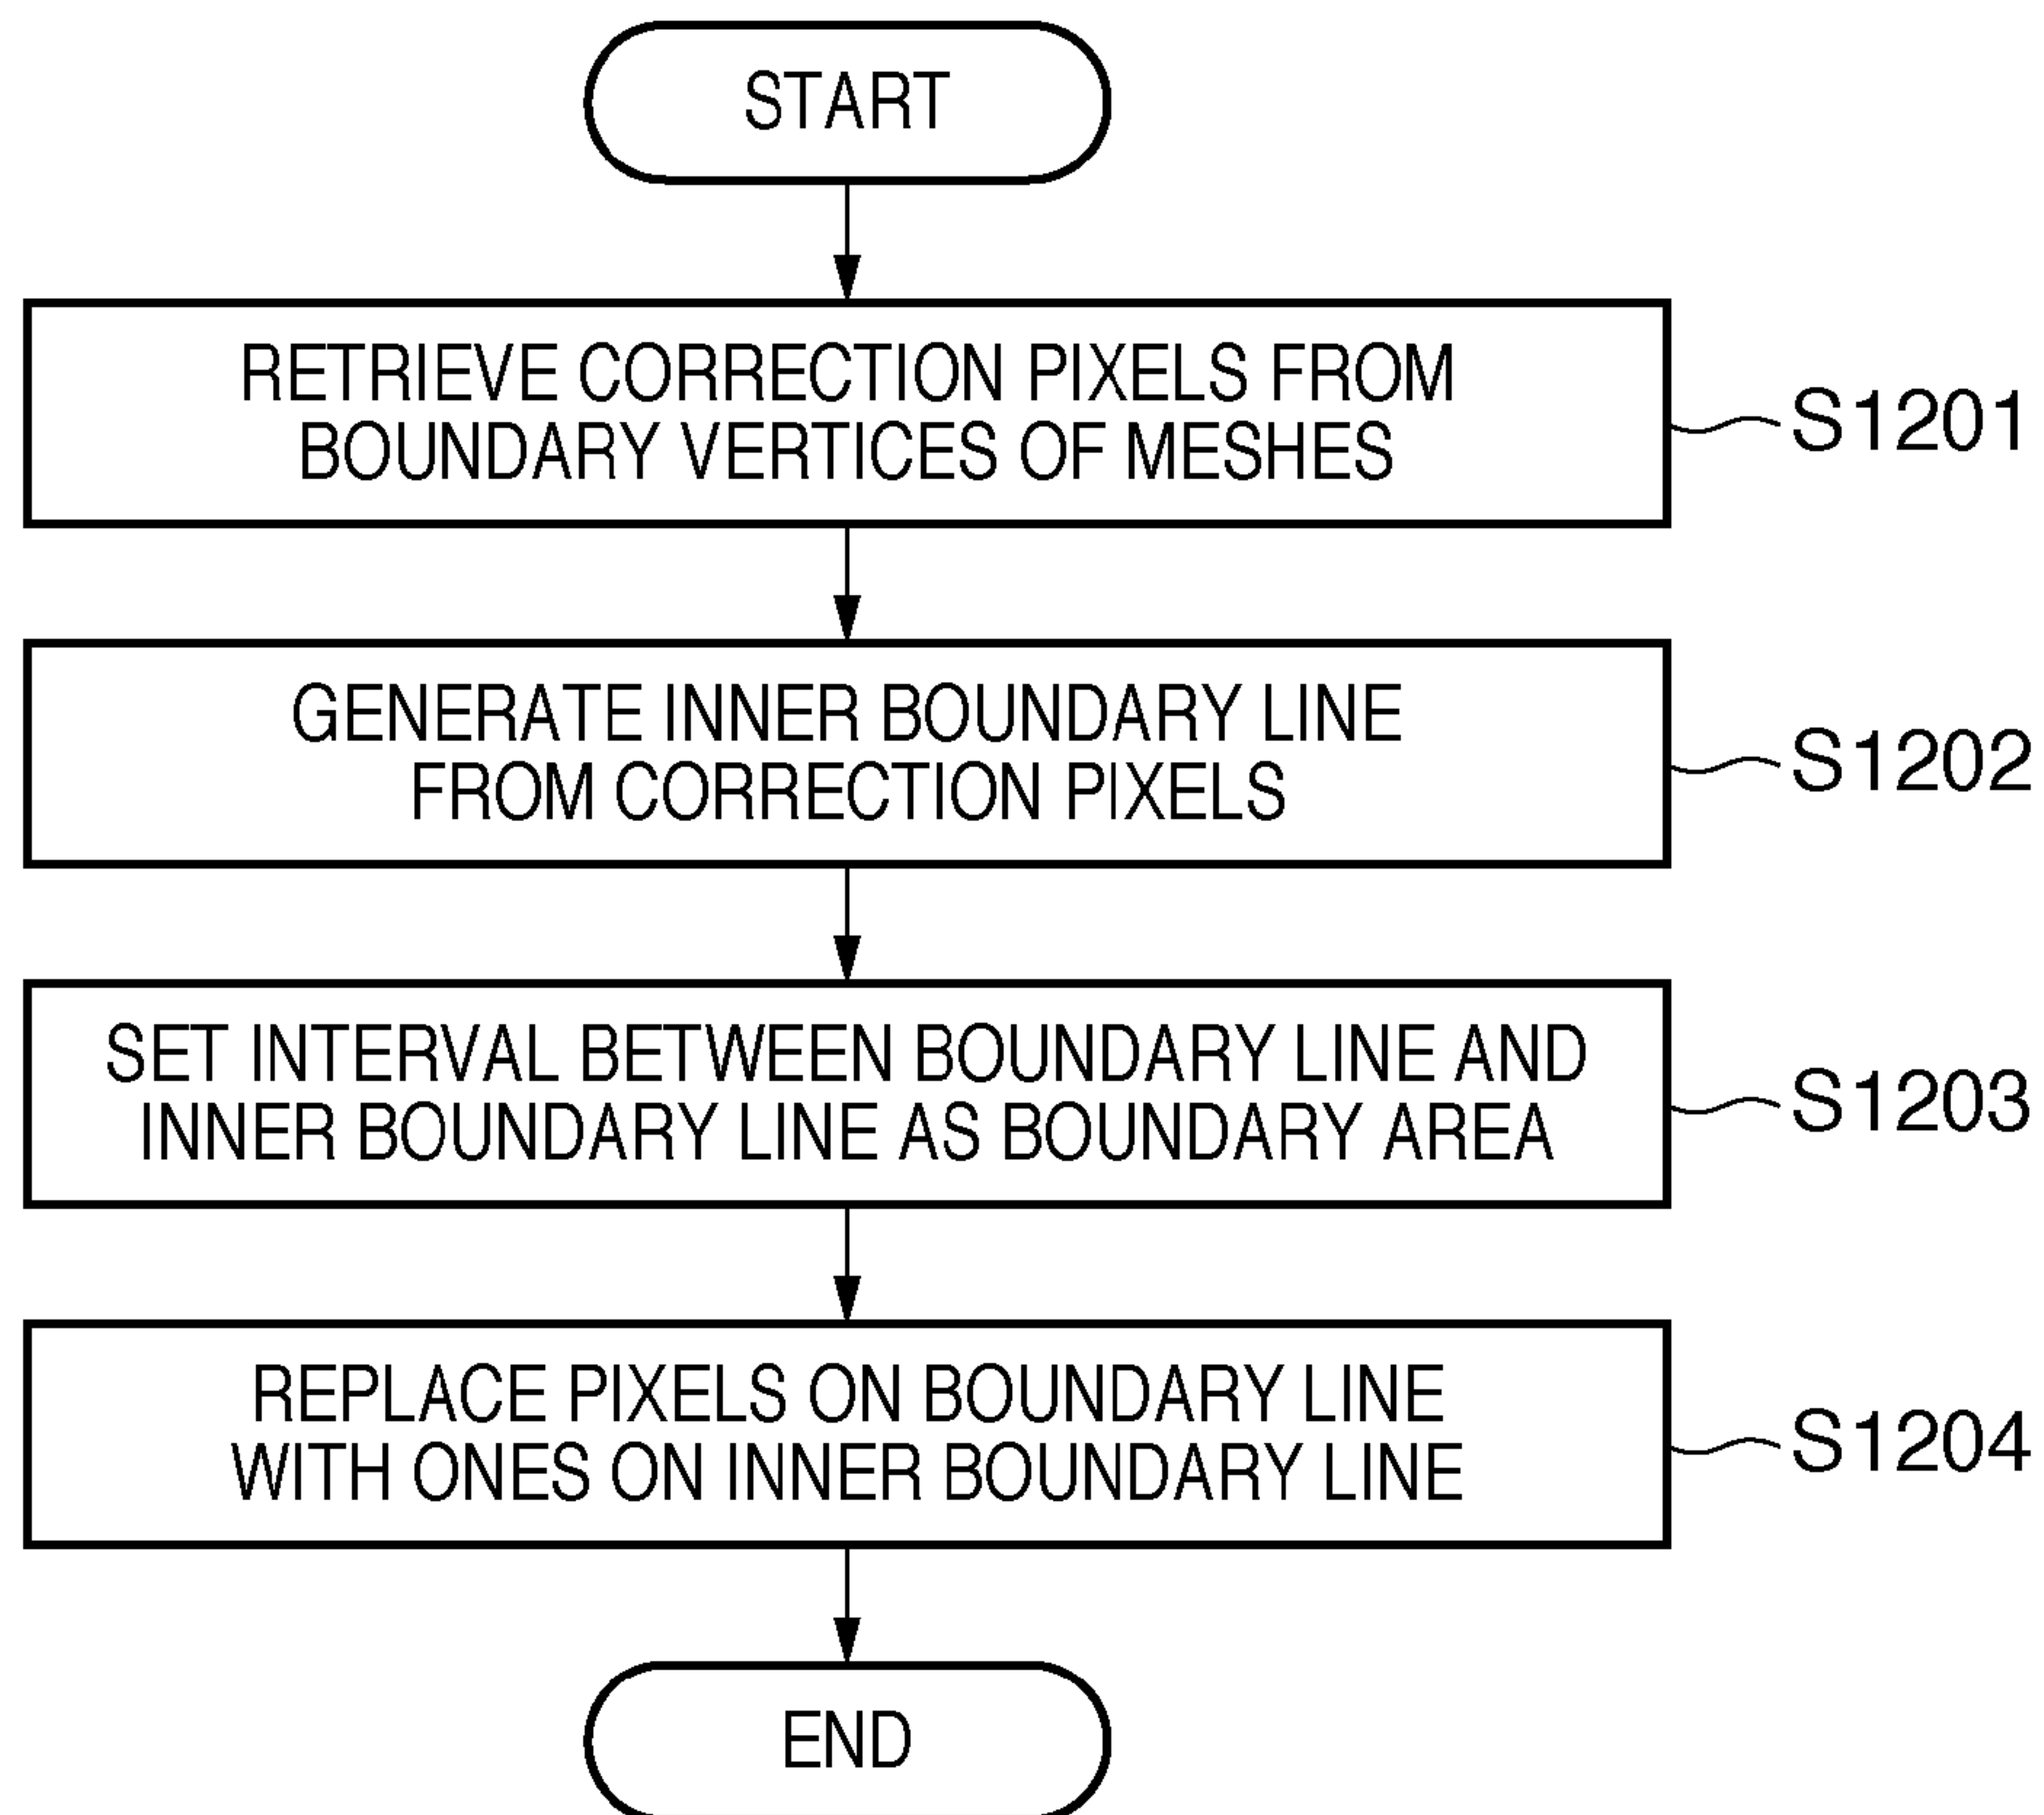 START
RETRIEVE CORRECTION PIXELS FROM
BOUNDARY VERTICES OF MESHES
S1201
GENERATE INNER BOUNDARY LINE
FROM CORRECTION PIXELS
S1202
SET INTERVAL BETWEEN BOUNDARY LINE AND
INNER BOUNDARY LINE AS BOUNDARY AREA
S1203
REPLACE PIXELS ON BOUNDARY LINE
WITH ONES ON INNER BOUNDARY LINE
S1204
END